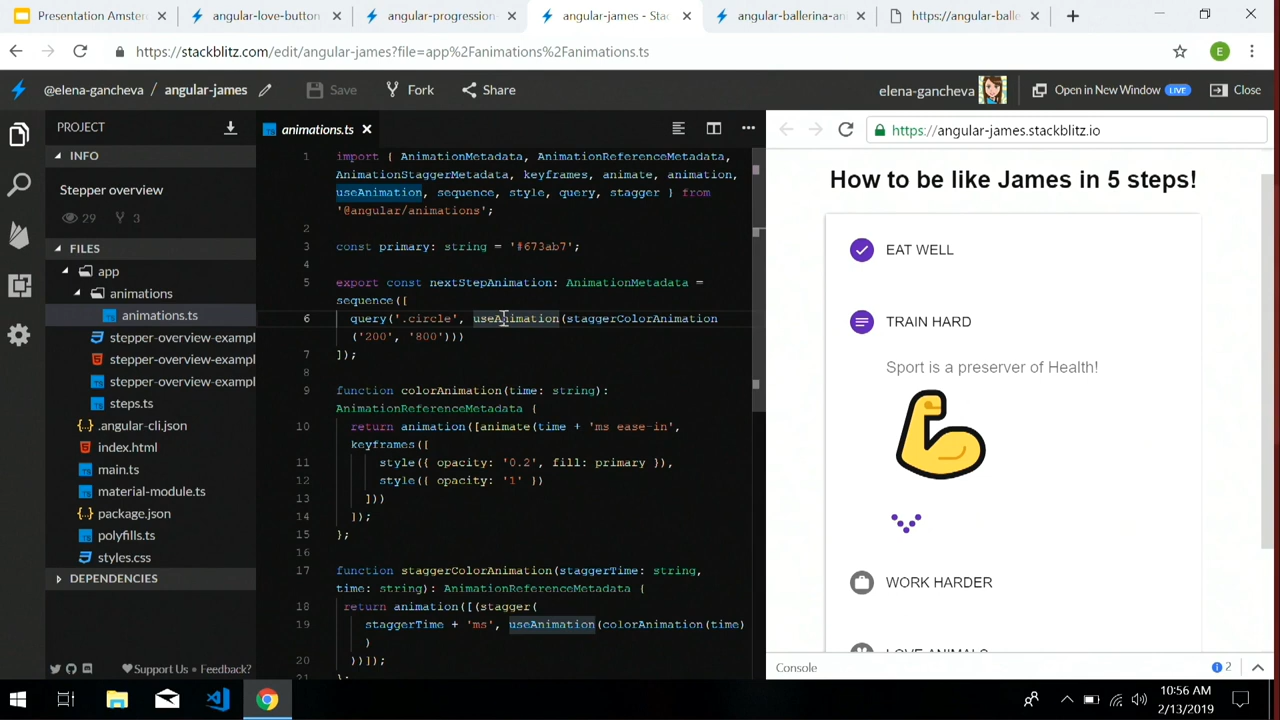 Presentation Amster
angular-love-button
angular-progression-
angular-james - Stac
angular-ballerina-an
https://angular-balle
https://stackblitz.com/edit/angular-james?file=app%2Fanimations%2Fanimations.ts
E
@elena-gancheva / angular-james
Save
Fork
Share
elena-gancheva
Open in New Window LIVE
Close
PROJECT
INFO
Stepper overview
29
3
FILES
app
animations
animations.ts
stepper-overview-exampl
stepper-overview-exampl
stepper-overview-exampl
steps.ts
.angular-cli.json
index.html
main.ts
material-module.ts
package.json
polyfills.ts
styles.css
DEPENDENCIES
Support Us
Feedback?
animations.ts
1 import { AnimationMetadata, AnimationReferenceMetadata,
AnimationStaggerMetadata, keyframes, animate, animation,
useAnimation, sequence, style, query, stagger } from
'@angular/animations';
2
3 const primary: string = '#673ab7';
4
5 export const nextStepAnimation: AnimationMetadata =
sequence([
6 query('.circle', useAnimation(staggerColorAnimation
('200', '800')))
7 ]);
8
9 function colorAnimation(time: string):
AnimationReferenceMetadata {
10 return animation([animate(time + 'ms ease-in',
keyframes([
11 style({ opacity: '0.2', fill: primary }),
12 style({ opacity: '1' })
13 ]))
14 ]);
15 };
16
17 function staggerColorAnimation(staggerTime: string,
time: string): AnimationReferenceMetadata {
18 return animation([(stagger(
19 staggerTime + 'ms', useAnimation(colorAnimation(time)
)
20 ))]);
21 };
https://angular-james.stackblitz.io
How to be like James in 5 steps!
EAT WELL
TRAIN HARD
Sport is a preserver of Health!
WORK HARDER
LOVE ANIMALS
Console
2
10:56 AM
2/13/2019